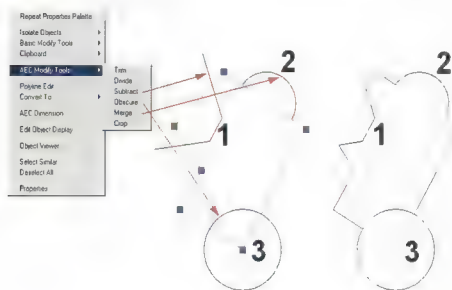 Repeat Properties Palette
Isolate Objects
Basic Modify Tools
Clipboard
AEC Modify Tools
Polyline Edit
Convert To
AEC Dimension
Edit Object Display
Object Viewer
Select Similar
Deselect All
Properties
Trim
Divide
Subtract
Obscure
Merge
Crop
2
1
3
2
1
3